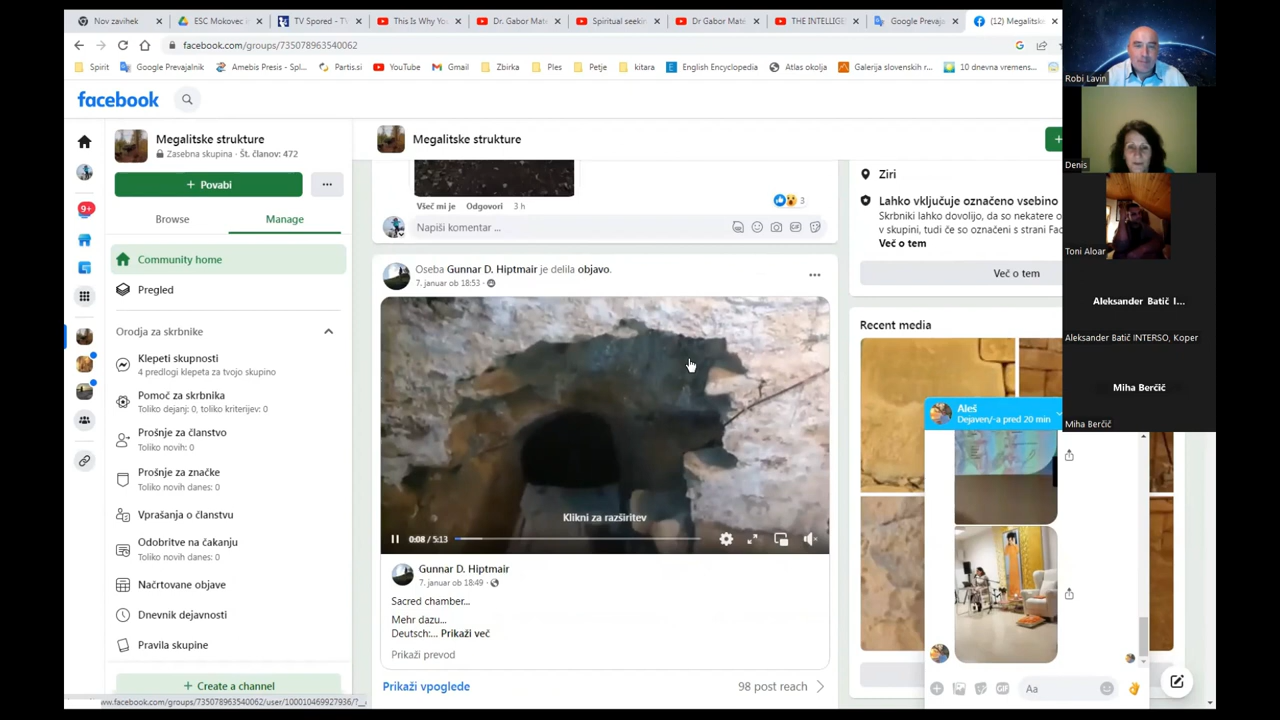 Nov zavihek
ESC Mokovec i
TV Spored - TV
This Is Why Yo
Dr. Gabor Mat
Spiritual seekin
Dr Gabor Maté
THE INTELLIGE
Google Prevaja
(12) Megalitske
facebook.com/groups/735078963540062
Spirit
Google Prevajalnik
Amebis Presis - Spl...
Partis.si
YouTube
Gmail
Zbirka
Ples
Petje
kitara
English Encyclopedia
Atlas okolja
Galerija slovenskih r...
10 dnevna vremens...
facebook
Megalitske strukture
Zasebna skupina · Št. članov: 472
+ Povabi
Browse
Manage
Community home
Pregled
Orodja za skrbnike
Klepeti skupnosti
4 predlogi klepeta za tvojo skupino
Pomoč za skrbnika
Toliko dejanj: 0, toliko kriterijev: 0
Prošnje za članstvo
Toliko novih: 0
Prošnje za značke
Toliko novih danes: 0
Vprašanja o članstvu
Odobritve na čakanju
Toliko novih danes: 0
Načrtovane objave
Dnevnik dejavnosti
Pravila skupine
+ Create a channel
ww.facebook.com/groups/735078963540062/user/100010469927936/?__
9+
Megalitske strukture
Všeč mi je Odgovori 3 h
3
Napiši komentar ...
Oseba Gunnar D. Hiptmair je delila objavo.
7. januar ob 18:53 ·
Klikni za razširitev
0:08 / 5:13
Gunnar D. Hiptmair
7. januar ob 18:49 ·
Sacred chamber...
Mehr dazu...
Deutsch:... Prikaži več
Prikaži prevod
Prikaži vpoglede
98 post reach
Ziri
Lahko vključuje označeno vsebino
Skrbniki lahko dovolijo, da so nekatere o
v skupini, tudi če so označeni s strani Fac
Več o tem
Več o tem
Recent media
Aleš
Dejaven/-a pred 20 min
Aa
Robi Lavin
Denis
Toni Aloar
Aleksander Batič I...
Aleksander Batič INTERSO, Koper
Miha Berčič
Miha Berčič